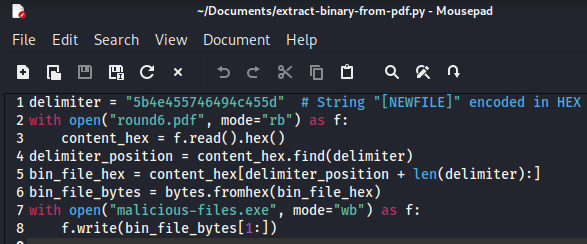 ~/Documents/extract-binary-from-pdf.py - Mousepad
File Edit Search View Document Help
1 delimiter = "5b4e455746494c455d"  # String "[NEWFILE]" encoded in HEX
2 with open("round6.pdf", mode="rb") as f:
3     content_hex = f.read().hex()
4 delimiter_position = content_hex.find(delimiter)
5 bin_file_hex = content_hex[delimiter_position + len(delimiter):]
6 bin_file_bytes = bytes.fromhex(bin_file_hex)
7 with open("malicious-files.exe", mode="wb") as f:
8     f.write(bin_file_bytes[1:])